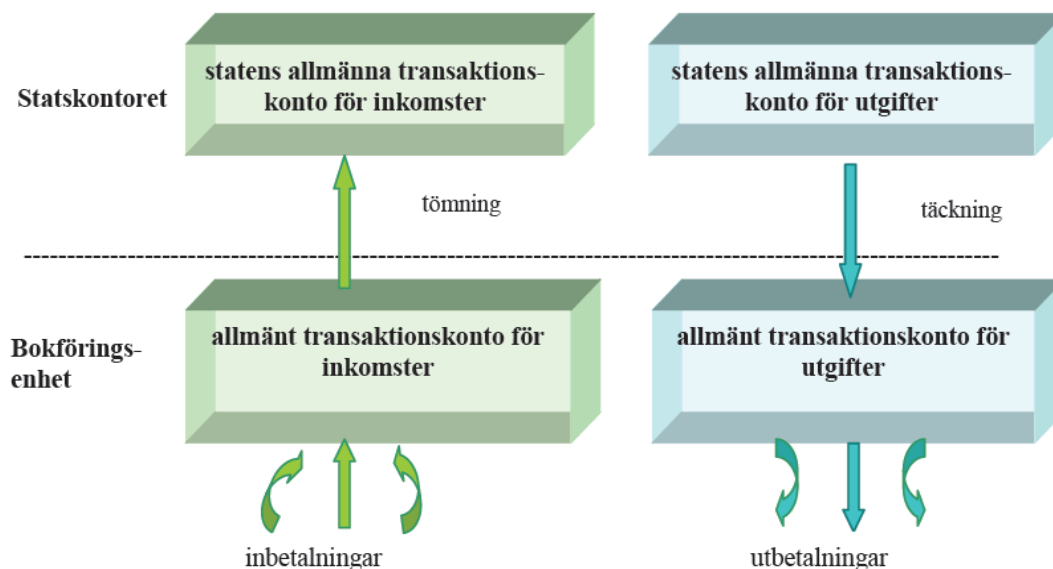 statens allmänna transaktions-
konto för inkomster
statens allmänna transaktions-
konto för utgifter
Statskontoret
tömning
täckning
allmänt transaktionskonto för
inkomster
allmänt transaktionskonto för
utgifter
Bokförings-
enhet
inbetalningar
utbetalningar